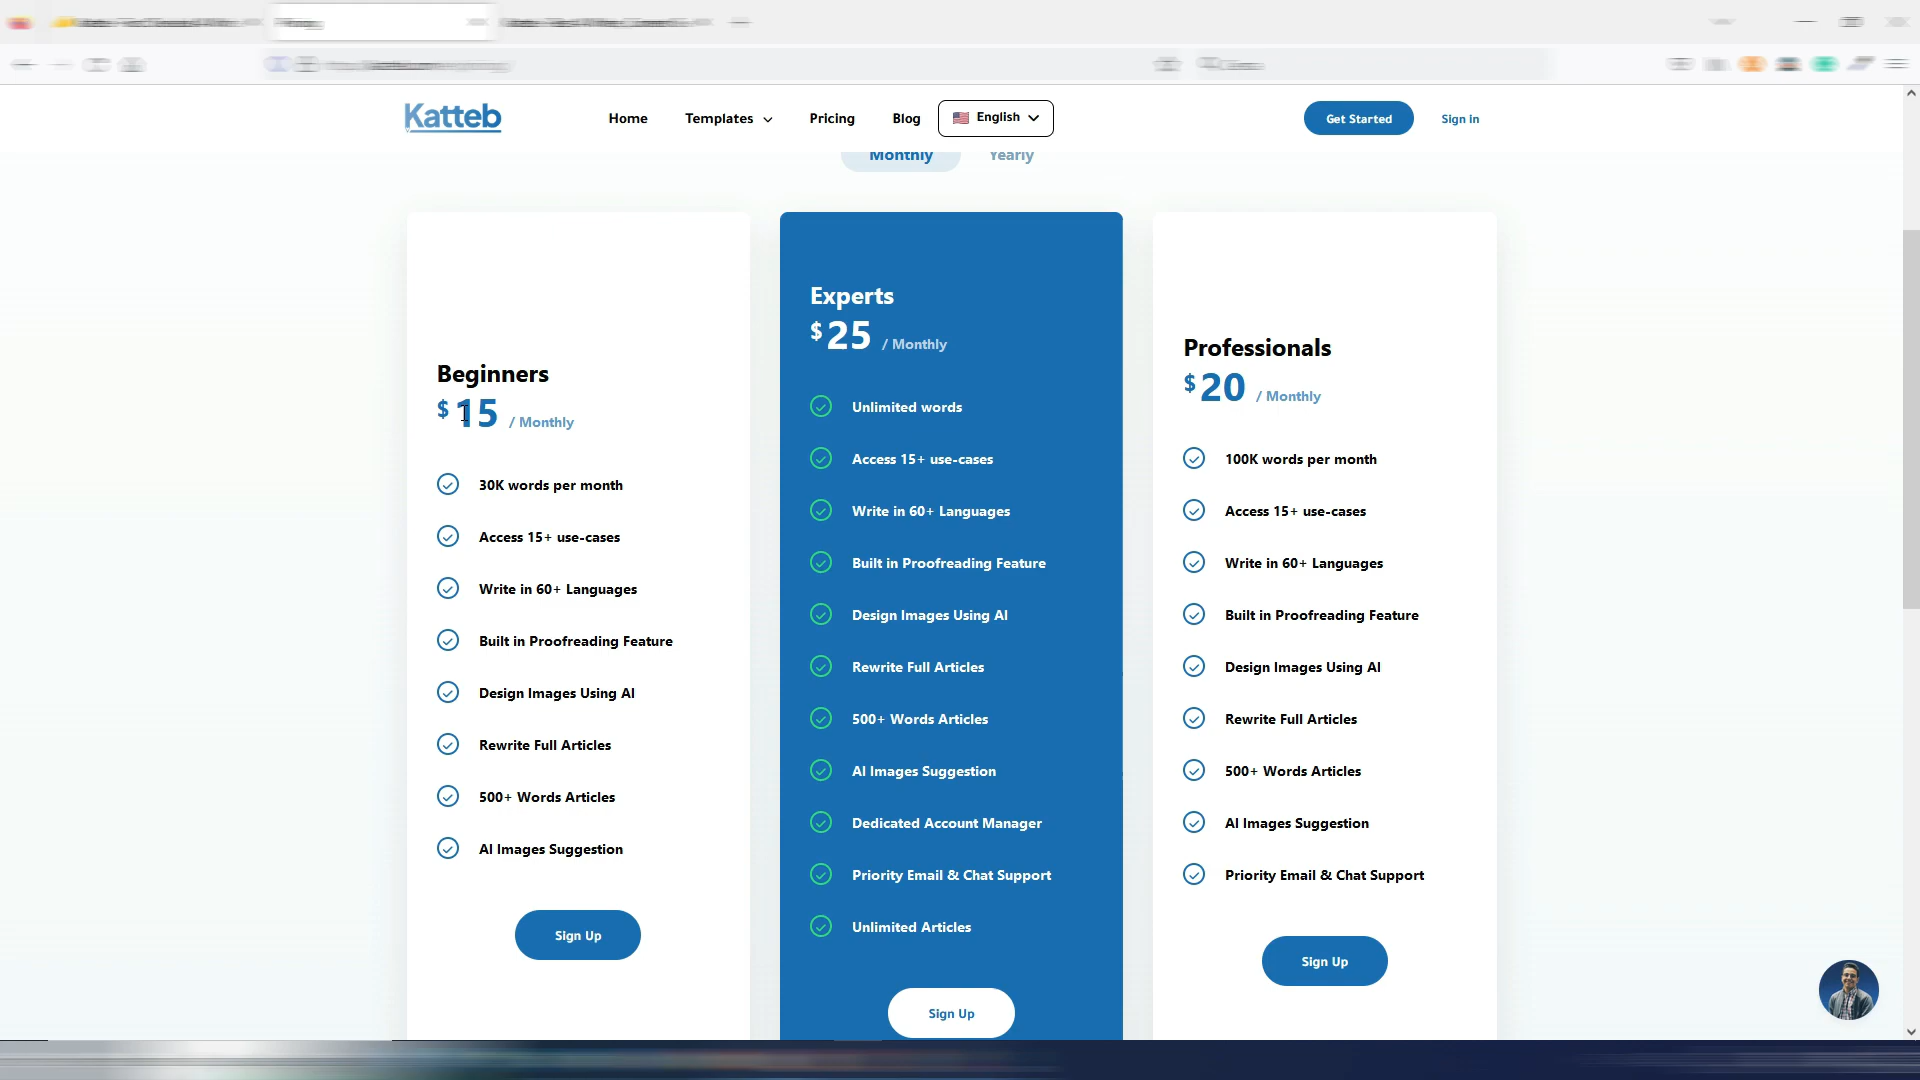 Katteb
Home Templates Pricing Blog English Get Started Sign in
Monthly Yearly
Beginners
$15 / Monthly
30K words per month
Access 15+ use-cases
Write in 60+ Languages
Built in Proofreading Feature
Design Images Using AI
Rewrite Full Articles
500+ Words Articles
AI Images Suggestion
Sign Up
Experts
$25 / Monthly
Unlimited words
Access 15+ use-cases
Write in 60+ Languages
Built in Proofreading Feature
Design Images Using AI
Rewrite Full Articles
500+ Words Articles
AI Images Suggestion
Dedicated Account Manager
Priority Email & Chat Support
Unlimited Articles
Sign Up
Professionals
$20 / Monthly
100K words per month
Access 15+ use-cases
Write in 60+ Languages
Built in Proofreading Feature
Design Images Using AI
Rewrite Full Articles
500+ Words Articles
AI Images Suggestion
Priority Email & Chat Support
Sign Up